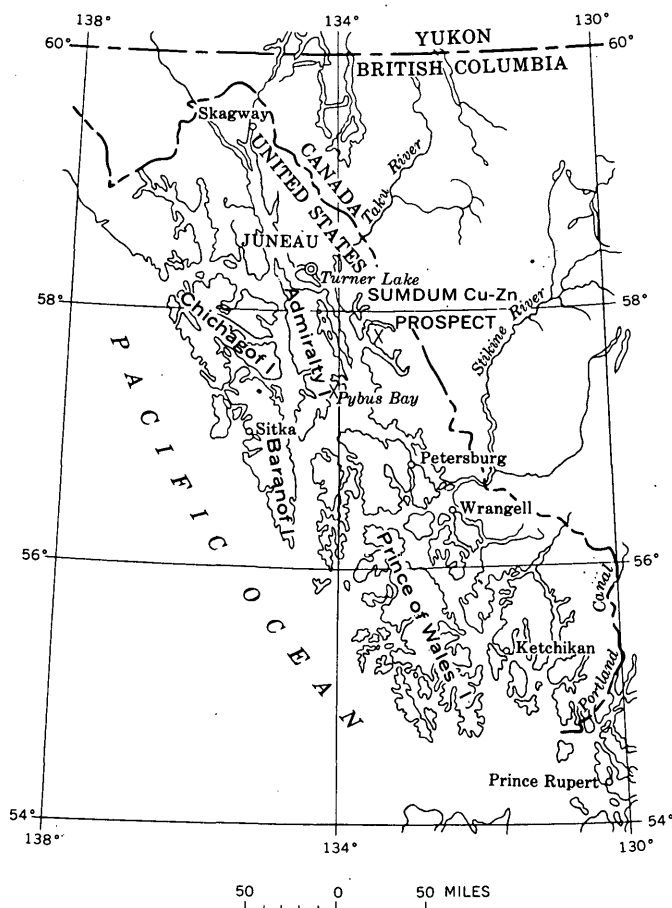 138°
134°
130°
60°
YUKON
60°
BRITISH COLUMBIA
Skagway
CANADA
UNITED STATES
Taku River
JUNEAU
Turner Lake
58°
SUMDUM Cu-Zn
58°
PROSPECT
Stikine River
Chichagof I
Admiralty
Pybus Bay
Sitka
Baranof I
Petersburg
Wrangell
PACIFIC OCEAN
56°
56°
Prince of Wales I
Canal
Portland
Ketchikan
Prince Rupert
54°
54°
138°
134°
130°
50 0 50 MILES